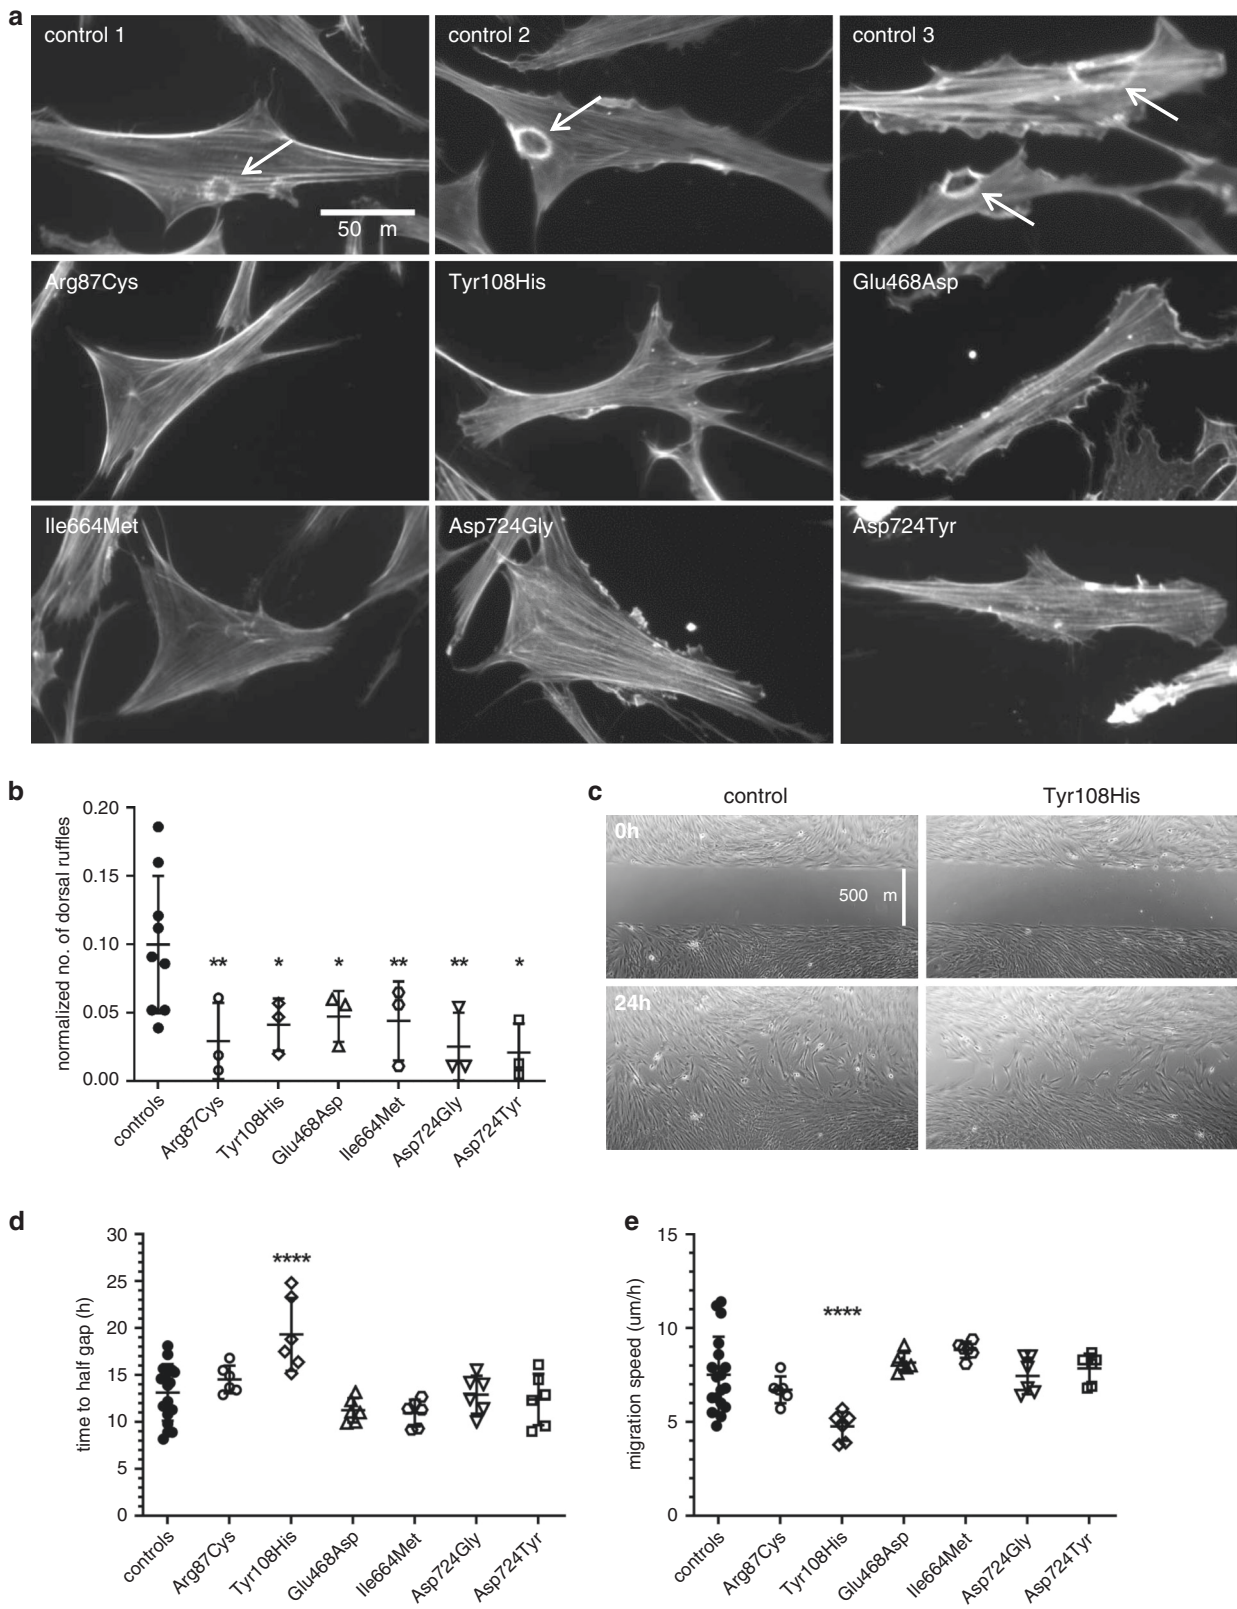 a
control 1
control 2
control 3
50 m
Arg87Cys
Tyr108His
Glu468Asp
Ile664Met
Asp724Gly
Asp724Tyr
b
normalized no. of dorsal ruffles
0.20
0.15
0.10
0.05
0.00
** * * ** ** *
controls
Arg87Cys
Tyr108His
Glu468Asp
Ile664Met
Asp724Gly
Asp724Tyr
c
control
Tyr108His
0h
500 m
24h
d
time to half gap (h)
30
25
20
15
10
5
0
****
controls
Arg87Cys
Tyr108His
Glu468Asp
Ile664Met
Asp724Gly
Asp724Tyr
e
migration speed (um/h)
15
10
5
0
****
controls
Arg87Cys
Tyr108His
Glu468Asp
Ile664Met
Asp724Gly
Asp724Tyr